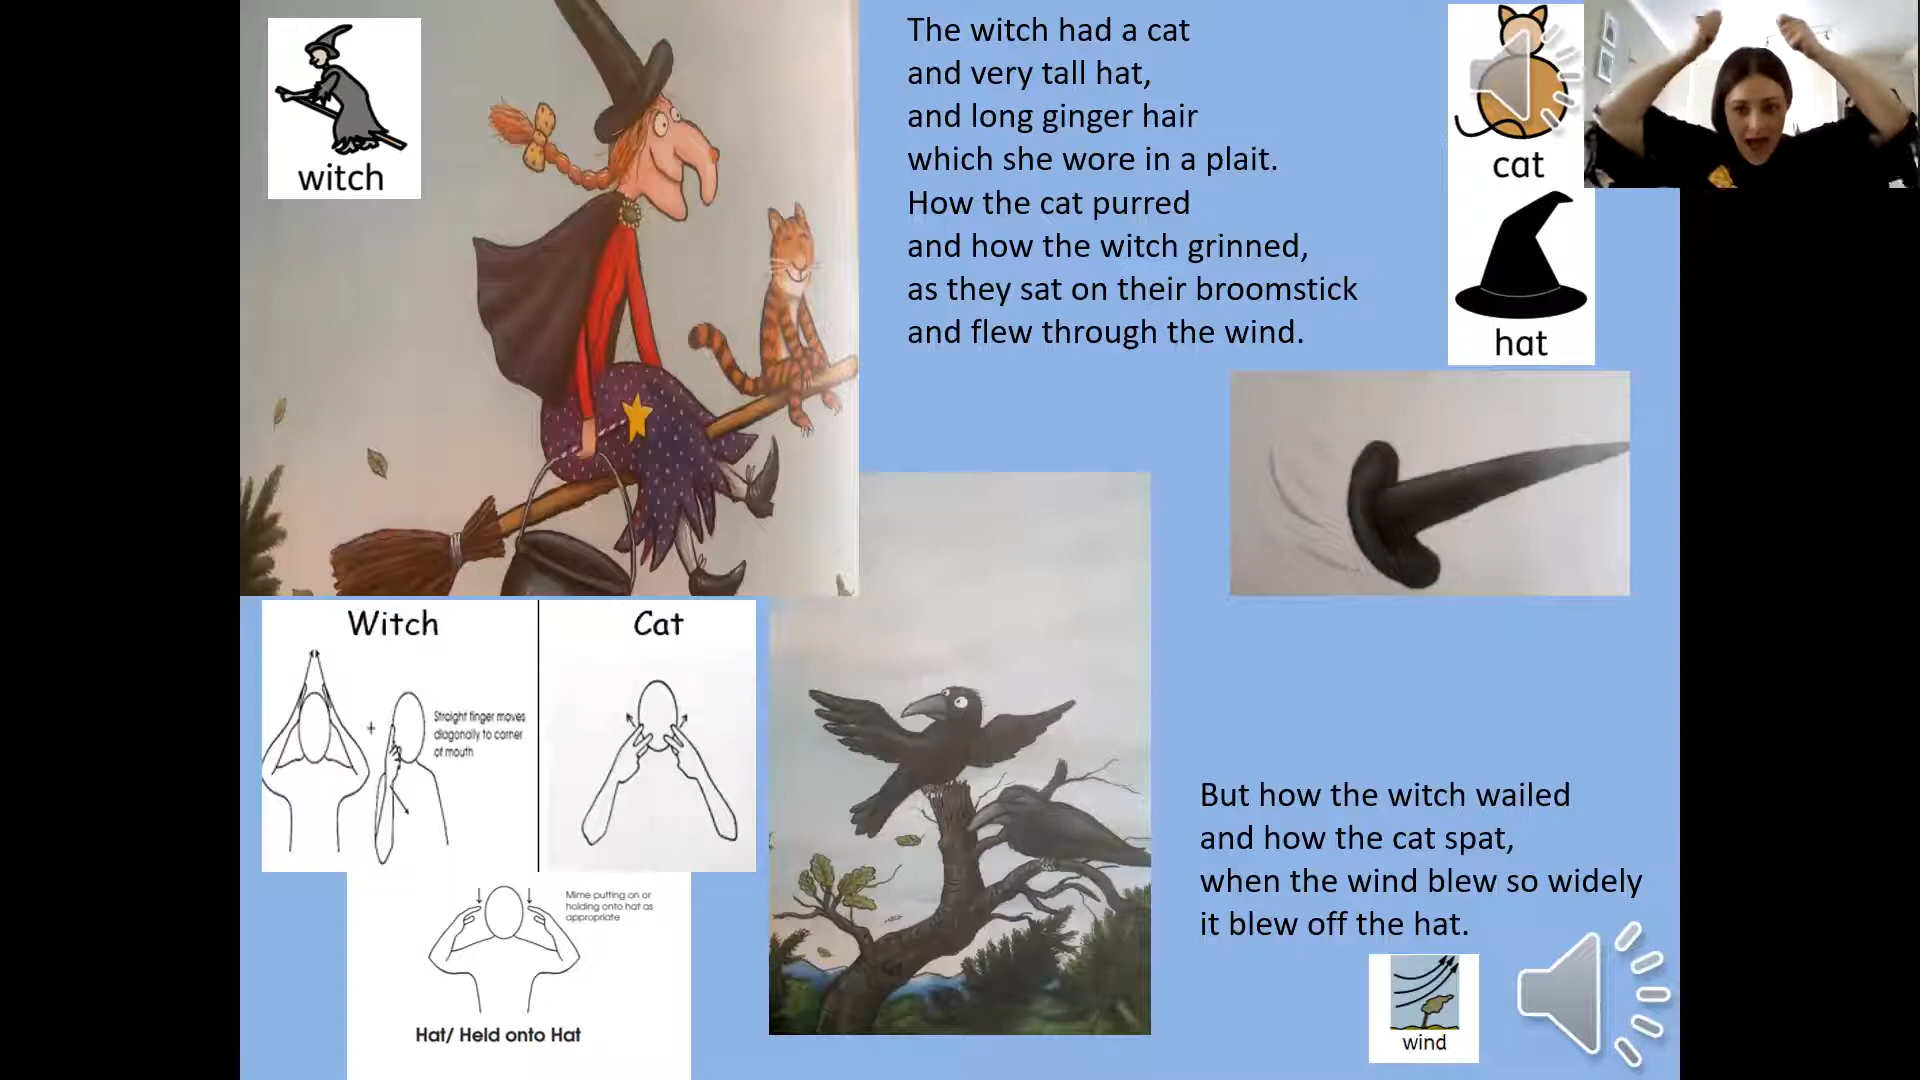 witch
The witch had a cat
and very tall hat,
and long ginger hair
which she wore in a plait.
How the cat purred
and how the witch grinned,
as they sat on their broomstick
and flew through the wind.
cat
hat
Witch
Cat
+
Straight finger moves
diagonally to corner
of mouth
Mime putting on or
holding onto hat as
appropriate
Hat/ Held onto Hat
But how the witch wailed
and how the cat spat,
when the wind blew so widely
it blew off the hat.
wind